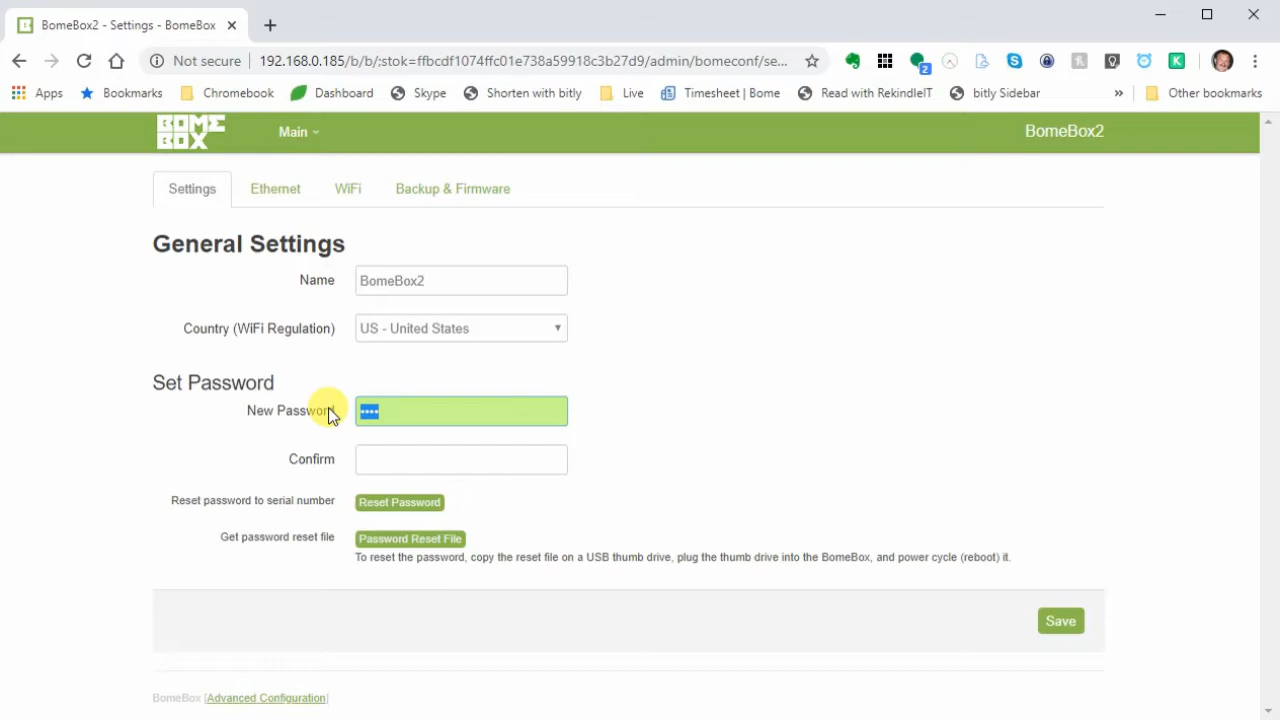 BomeBox2 - Settings - BomeBox
Not secure 192.168.0.185/b/b/;stok=ffbcdf1074ffc01e738a59918c3b27d9/admin/bomeconf/se...
2
Apps Bookmarks Chromebook Dashboard Skype Shorten with bitly Live Timesheet | Bome Read with RekindleIT bitly Sidebar » Other bookmarks
BOME
BOX
Main
BomeBox2
Settings Ethernet WiFi Backup & Firmware
General Settings
Name BomeBox2
Country (WiFi Regulation) US - United States
Set Password
New Password ••••
Confirm
Reset password to serial number Reset Password
Get password reset file Password Reset File
To reset the password, copy the reset file on a USB thumb drive, plug the thumb drive into the BomeBox, and power cycle (reboot) it.
Save
BomeBox [Advanced Configuration]